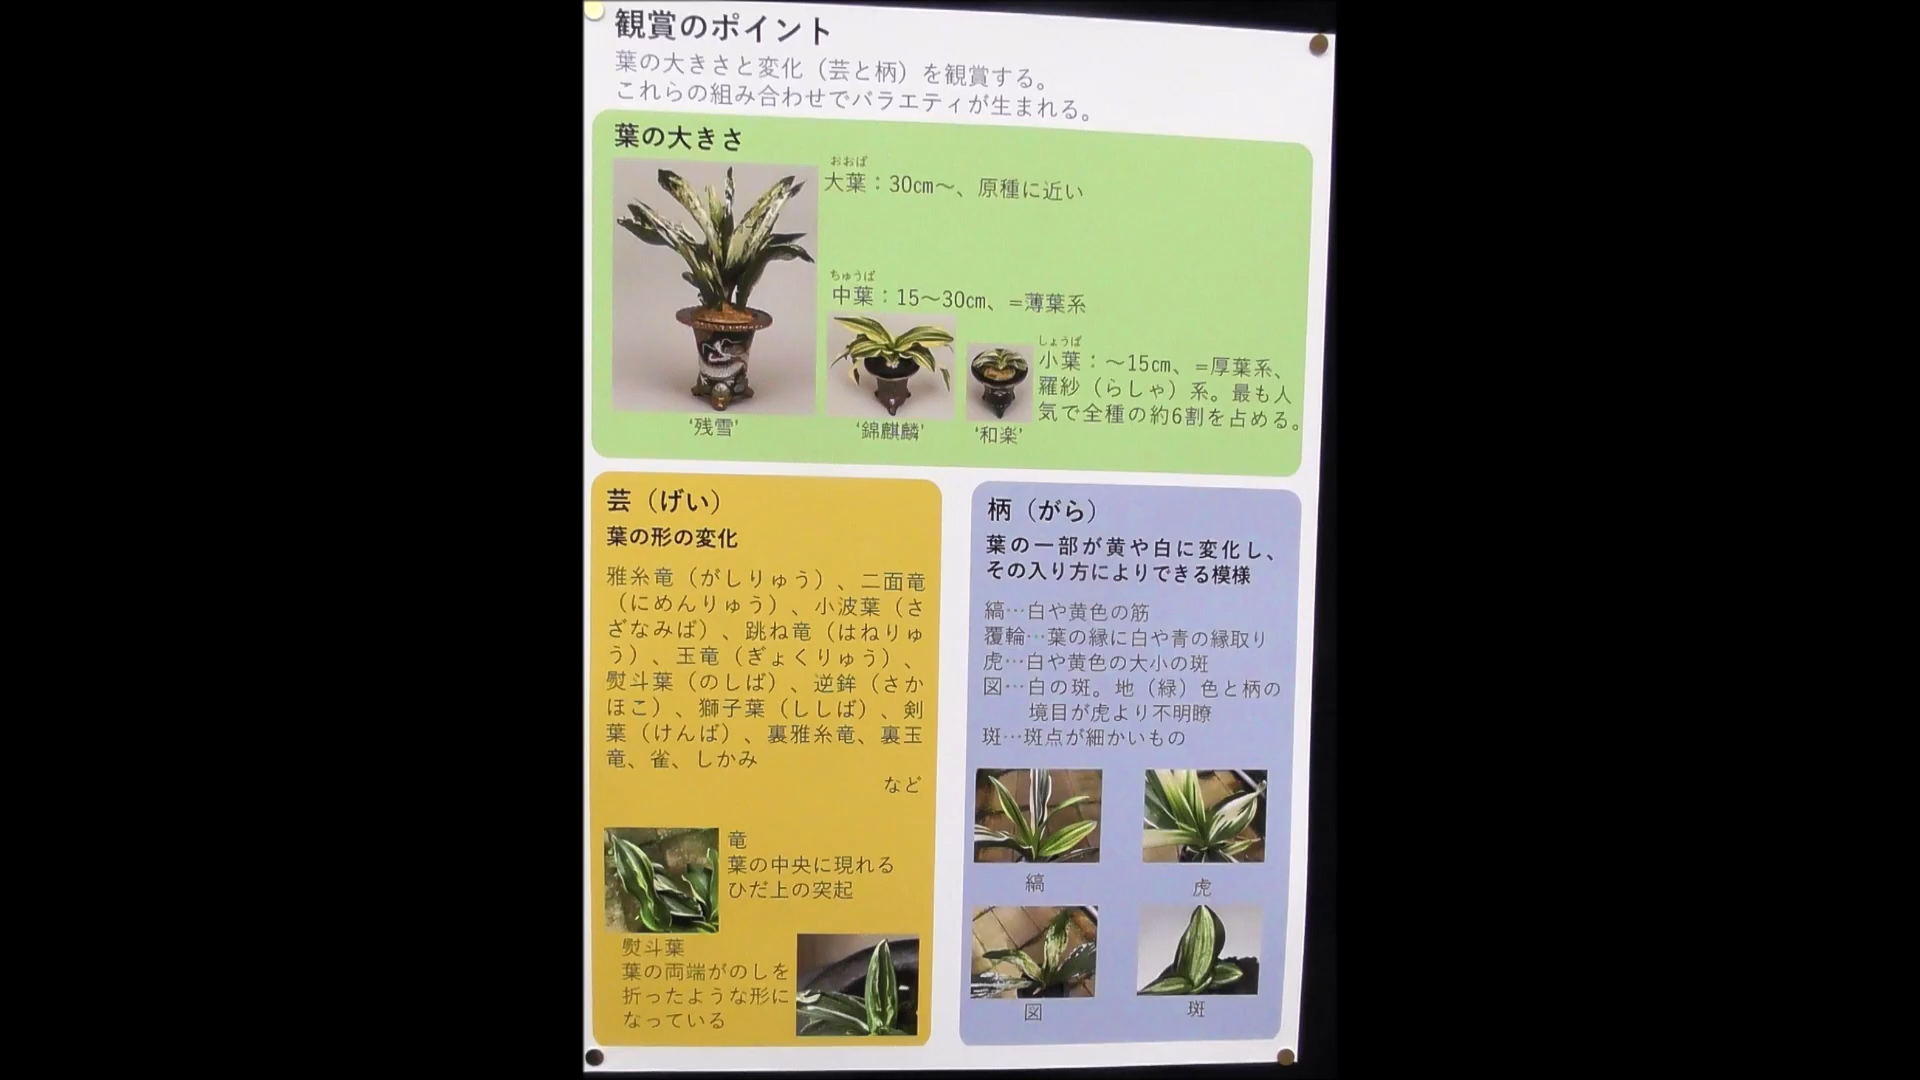 観賞のポイント
葉の大きさと変化（芸と柄）を観賞する。
これらの組み合わせでバラエティが生まれる。
葉の大きさ
おおば
大葉：30㎝～、原種に近い
ちゅうば
中葉：15～30㎝、=薄葉系
しょうば
小葉：～15㎝、=厚葉系、
羅紗（らしゃ）系。最も人
気で全種の約6割を占める。
‘残雪’
‘錦麒麟’
‘和楽’
芸（げい）
葉の形の変化
雅糸竜（がしりゅう）、二面竜
（にめんりゅう）、小波葉（さ
ざなみば）、跳ね竜（はねりゅ
う）、玉竜（ぎょくりゅう）、
熨斗葉（のしば）、逆鉾（さか
ほこ）、獅子葉（ししば）、剣
葉（けんば）、裏雅糸竜、裏玉
竜、雀、しかみ
など
竜
葉の中央に現れる
ひだ上の突起
熨斗葉
葉の両端がのしを
折ったような形に
なっている
柄（がら）
葉の一部が黄や白に変化し、
その入り方によりできる模様
縞…白や黄色の筋
覆輪…葉の縁に白や青の縁取り
虎…白や黄色の大小の斑
図…白の斑。地（緑）色と柄の
境目が虎より不明瞭
斑…斑点が細かいもの
縞
虎
図
斑